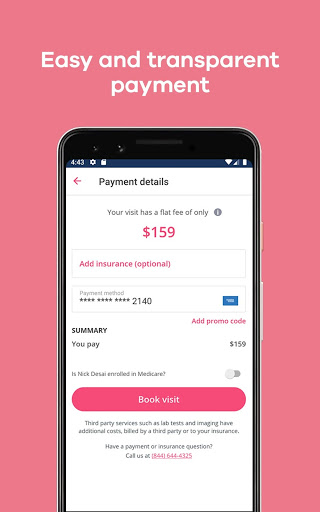 Easy and transparent
payment
4:43
Payment details
Your visit has a flat fee of only
$159
Add insurance (optional)
Payment method
**** **** **** 2140
Add promo code
SUMMARY
You pay $159
Is Nick Desai enrolled in Medicare?
Book visit
Third party services such as lab tests and imaging have
additional costs, billed by a third party or to your insurance.
Have a payment or insurance question?
Call us at (844) 644-4325